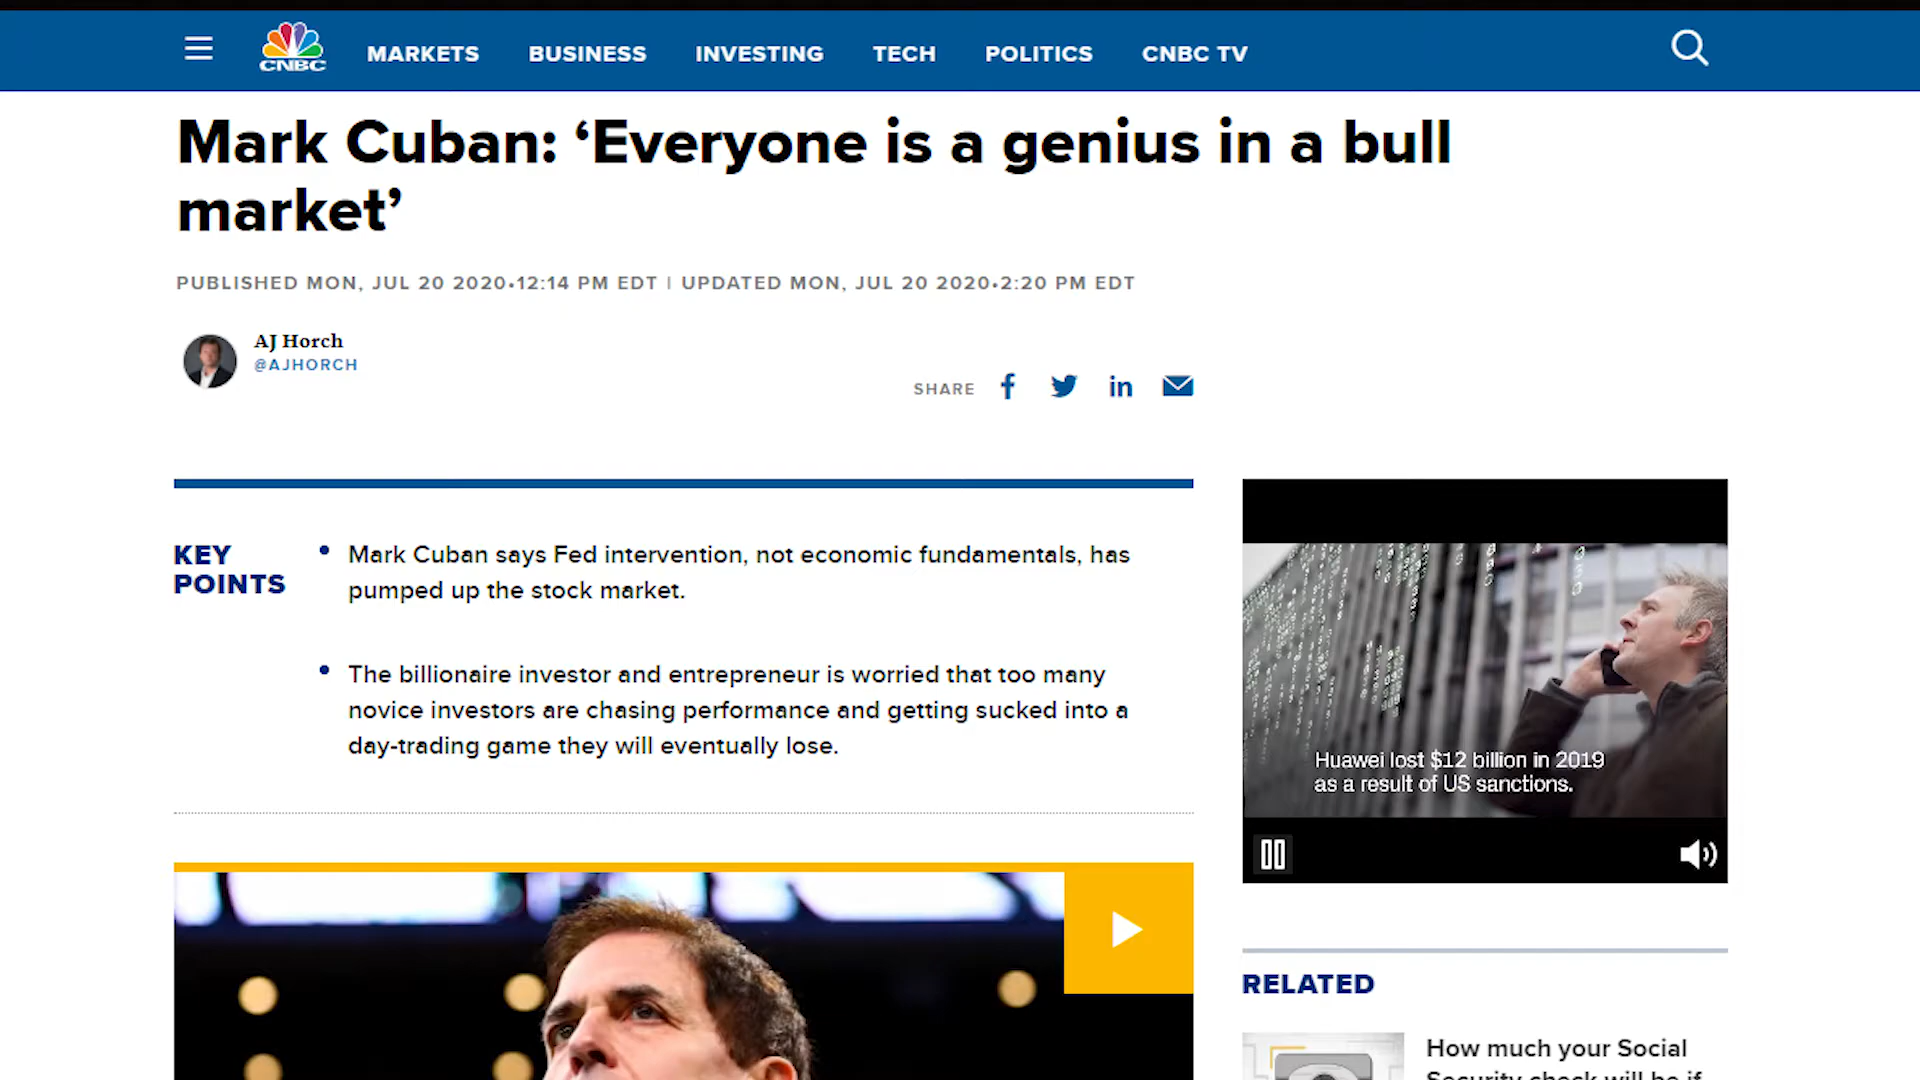 CNBC
MARKETS
BUSINESS
INVESTING
TECH
POLITICS
CNBC TV
Mark Cuban: ‘Everyone is a genius in a bull
market’
PUBLISHED MON, JUL 20 2020•12:14 PM EDT | UPDATED MON, JUL 20 2020•2:20 PM EDT
AJ Horch
@AJHORCH
SHARE
KEY
POINTS
• Mark Cuban says Fed intervention, not economic fundamentals, has
pumped up the stock market.
• The billionaire investor and entrepreneur is worried that too many
novice investors are chasing performance and getting sucked into a
day-trading game they will eventually lose.
Huawei lost $12 billion in 2019
as a result of US sanctions.
RELATED
How much your Social
Security check will be if